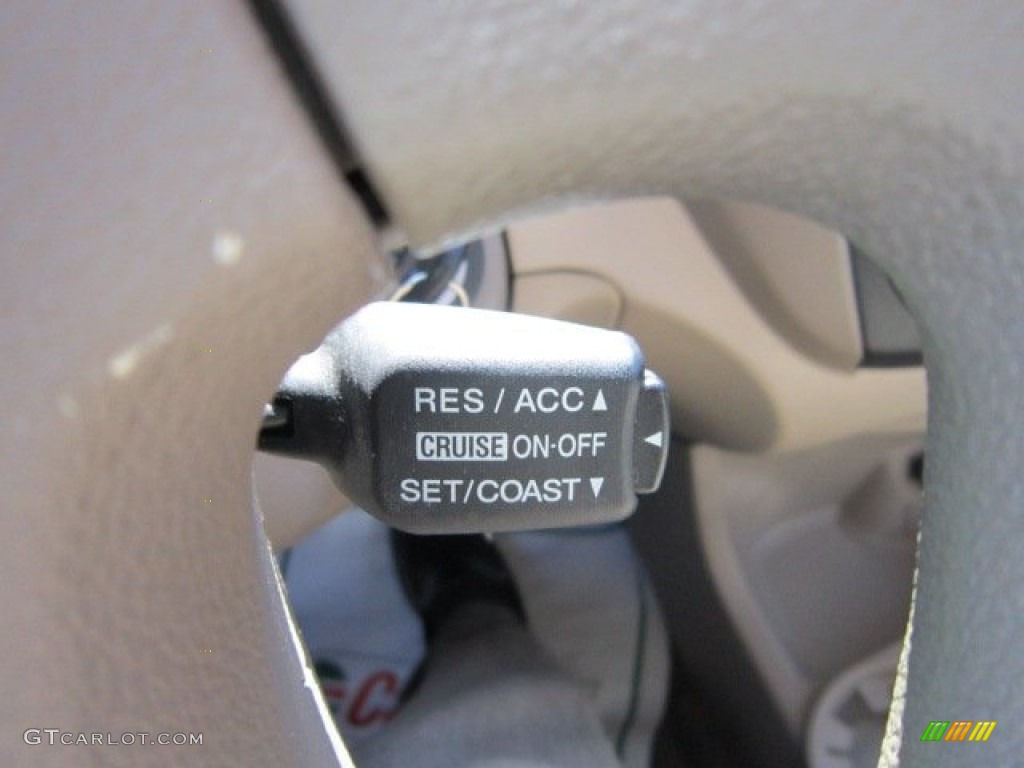 RES / ACC ▲
CRUISE ON·OFF ◀
SET/COAST ▼
GTCARLOT.COM